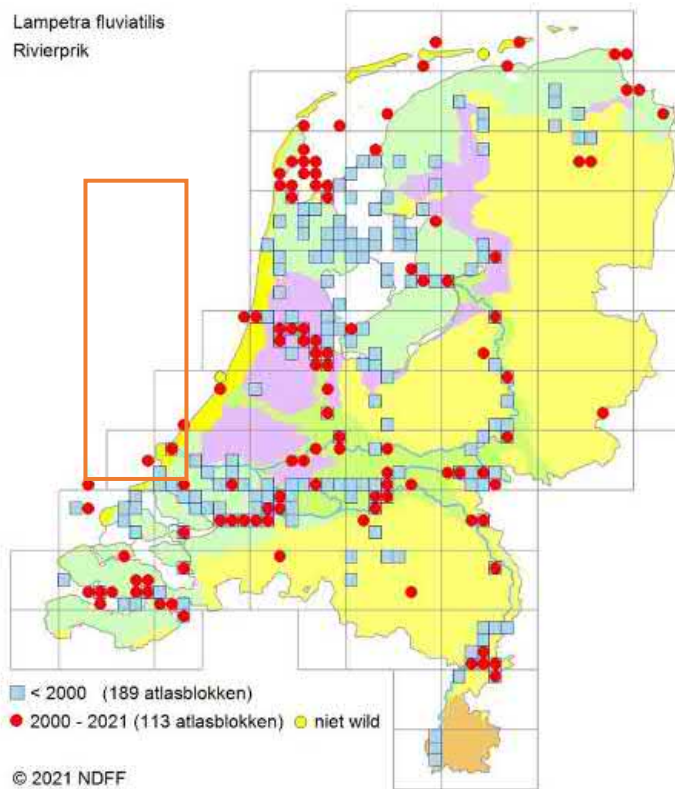 Lampetra fluviatilis
Rivierprik
< 2000 (189 atlasblokken)
2000 - 2021 (113 atlasblokken) niet wild
© 2021 NDFF